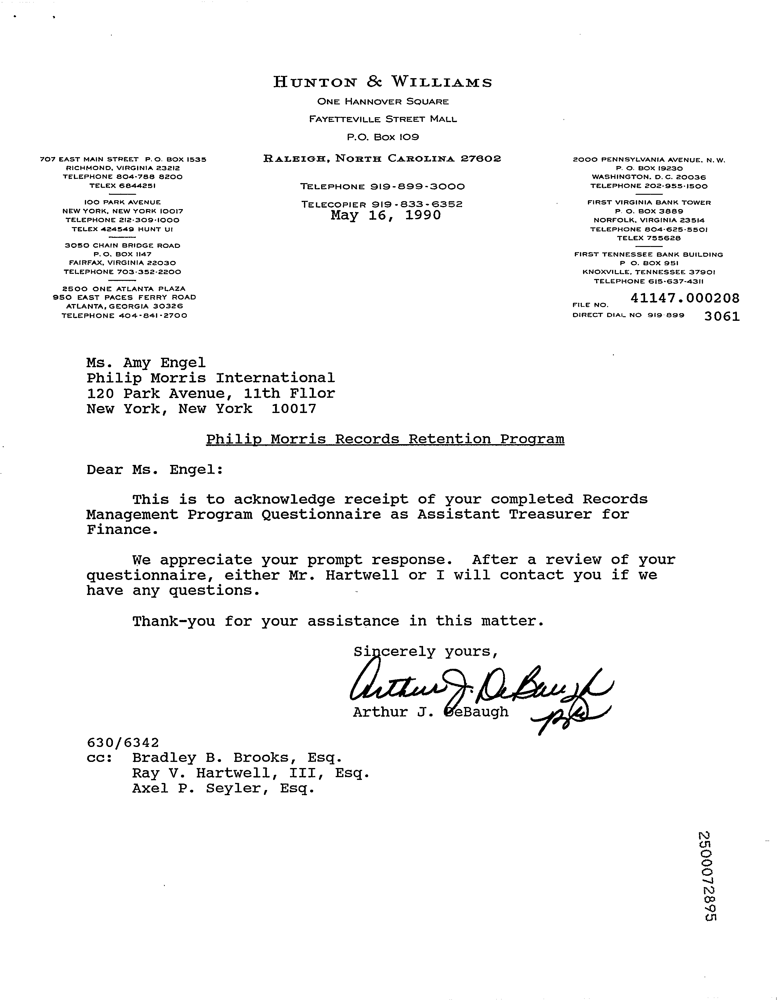 HUNTON & WILLIAMS
ONE HANNOVER SQUARE
FAYETTEVILLE STREET MALL
P.O. BOX 109
RALEIGH, NORTH CAROLINA 27602
TELEPHONE 919-899-3000
TELECOPIER 919-833-6352
May 16, 1990
707 EAST MAIN STREET P. O. BOX 1535
RICHMOND, VIRGINIA 23212
TELEPHONE 804-788 8200
TELEX 6844251
100 PARK AVENUE
NEW YORK, NEW YORK 10017
TELEPHONE 212-309-1000
TELEX 424549 HUNT UI
3050 CHAIN BRIDGE ROAD
P. O. BOX 1147
FAIRFAX, VIRGINIA 22030
TELEPHONE 703-352-2200
2500 ONE ATLANTA PLAZA
950 EAST PACES FERRY ROAD
ATLANTA, GEORGIA 30326
TELEPHONE 404-841-2700
2000 PENNSYLVANIA AVENUE, N. W.
P. O. BOX 19230
WASHINGTON, D. C. 20036
TELEPHONE 202-955-1500
FIRST VIRGINIA BANK TOWER
P. O. BOX 3889
NORFOLK, VIRGINIA 23514
TELEPHONE 804-625-5501
TELEX 755628
FIRST TENNESSEE BANK BUILDING
P O. BOX 951
KNOXVILLE, TENNESSEE 37901
TELEPHONE 615-637-4311
FILE NO. 41147.000208
DIRECT DIAL NO 919 899 3061
Ms. Amy Engel
Philip Morris International
120 Park Avenue, 11th Fllor
New York, New York 10017
Philip Morris Records Retention Program
Dear Ms. Engel:
This is to acknowledge receipt of your completed Records
Management Program Questionnaire as Assistant Treasurer for
Finance.
We appreciate your prompt response. After a review of your
questionnaire, either Mr. Hartwell or I will contact you if we
have any questions.
Thank-you for your assistance in this matter.
Sincerely yours,
Arthur J. DeBaugh
Arthur J. DeBaugh
630/6342
cc: Bradley B. Brooks, Esq.
Ray V. Hartwell, III, Esq.
Axel P. Seyler, Esq.
2500072895